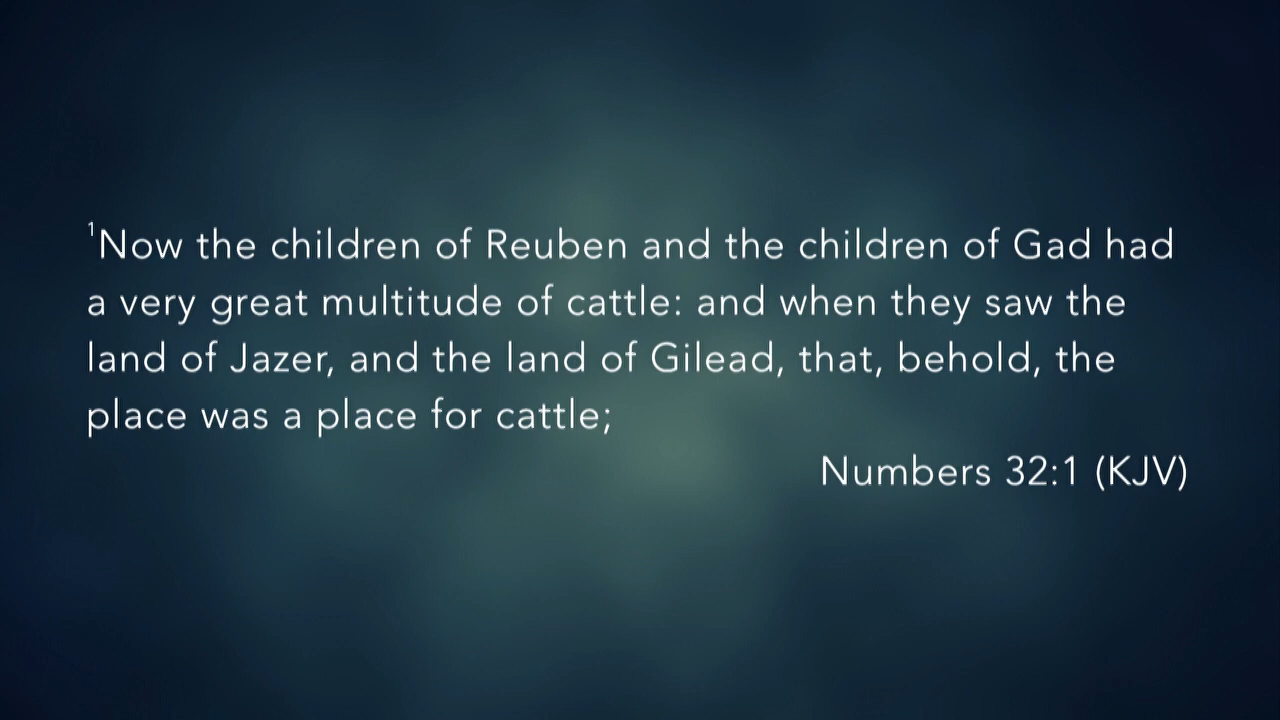 ¹Now the children of Reuben and the children of Gad had
a very great multitude of cattle: and when they saw the
land of Jazer, and the land of Gilead, that, behold, the
place was a place for cattle;
Numbers 32:1 (KJV)